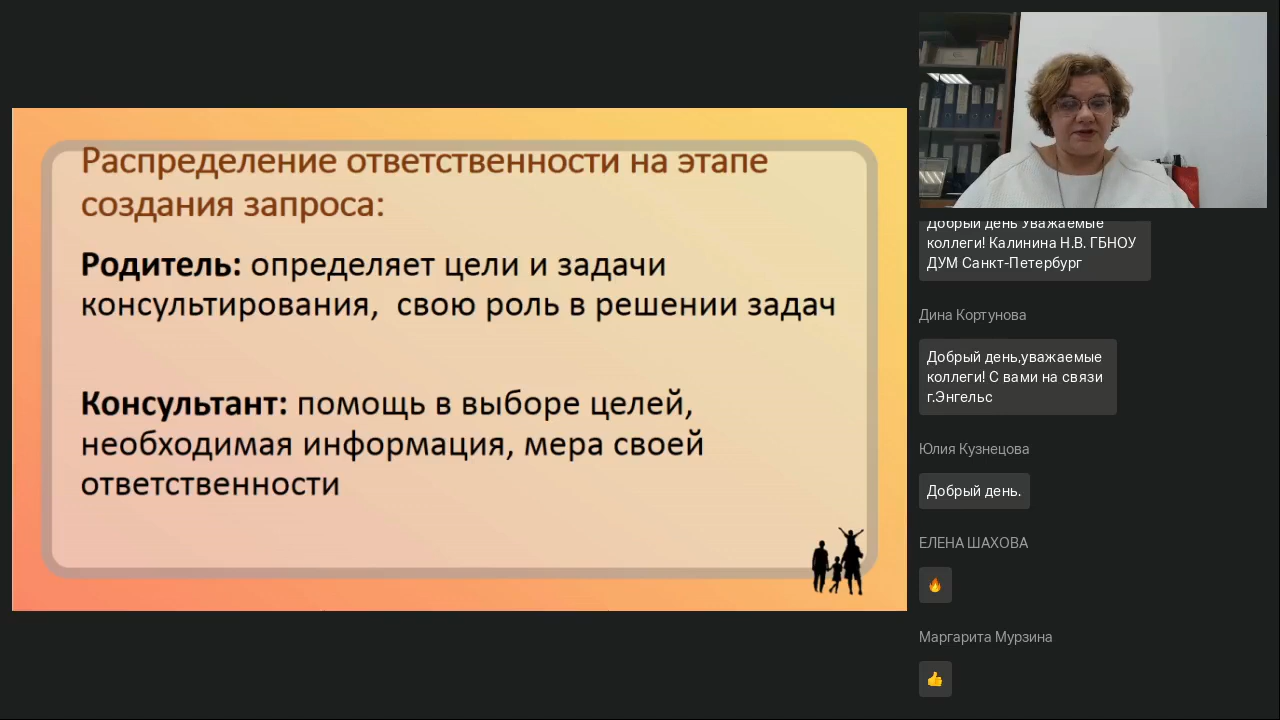 Распределение ответственности на этапе
создания запроса:
Родитель: определяет цели и задачи
консультирования,  свою роль в решении задач
Консультант: помощь в выборе целей,
необходимая информация, мера своей
ответственности
Добрый день Уважаемые
коллеги! Калинина Н.В. ГБНОУ
ДУМ Санкт-Петербург
Дина Кортунова
Добрый день,уважаемые
коллеги! С вами на связи
г.Энгельс
Юлия Кузнецова
Добрый день.
ЕЛЕНА ШАХОВА
🔥
Маргарита Мурзина
👍